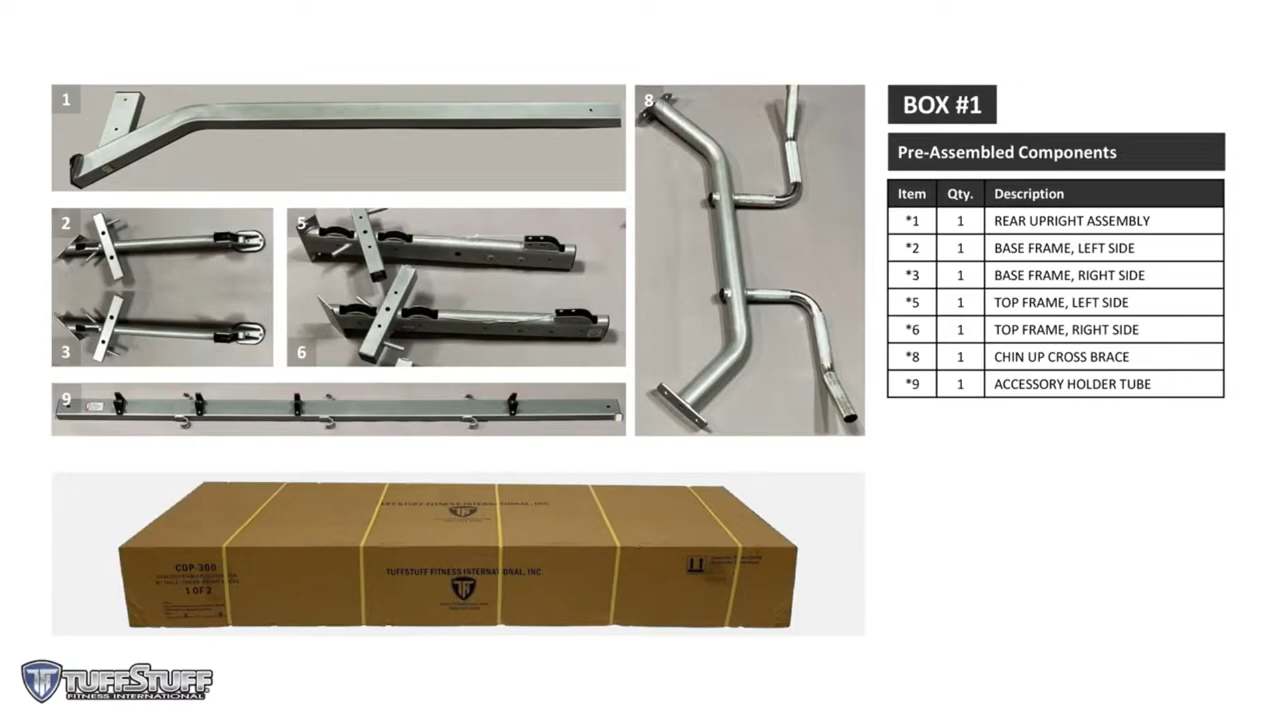 1
2
3
5
6
9
8
BOX #1
Pre-Assembled Components
Item Qty. Description
*1 1 REAR UPRIGHT ASSEMBLY
*2 1 BASE FRAME, LEFT SIDE
*3 1 BASE FRAME, RIGHT SIDE
*5 1 TOP FRAME, LEFT SIDE
*6 1 TOP FRAME, RIGHT SIDE
*8 1 CHIN UP CROSS BRACE
*9 1 ACCESSORY HOLDER TUBE
TUFFSTUFF FITNESS INTERNATIONAL, INC.
CDP-300
1 OF 2
TUFFSTUFF FITNESS INTERNATIONAL, INC.
TUFFSTUFF
FITNESS INTERNATIONAL